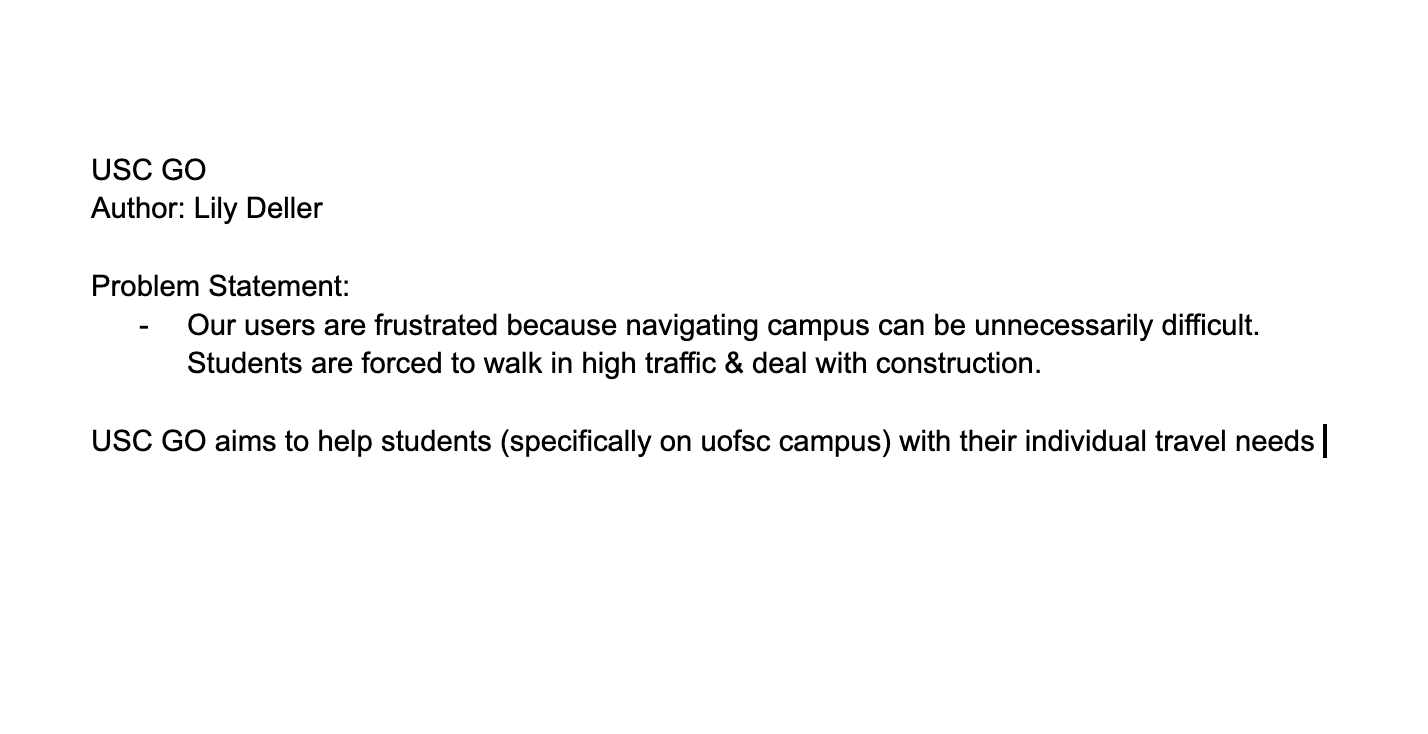 USC GO
Author: Lily Deller
Problem Statement:
- Our users are frustrated because navigating campus can be unnecessarily difficult.
Students are forced to walk in high traffic & deal with construction.
USC GO aims to help students (specifically on uofsc campus) with their individual travel needs